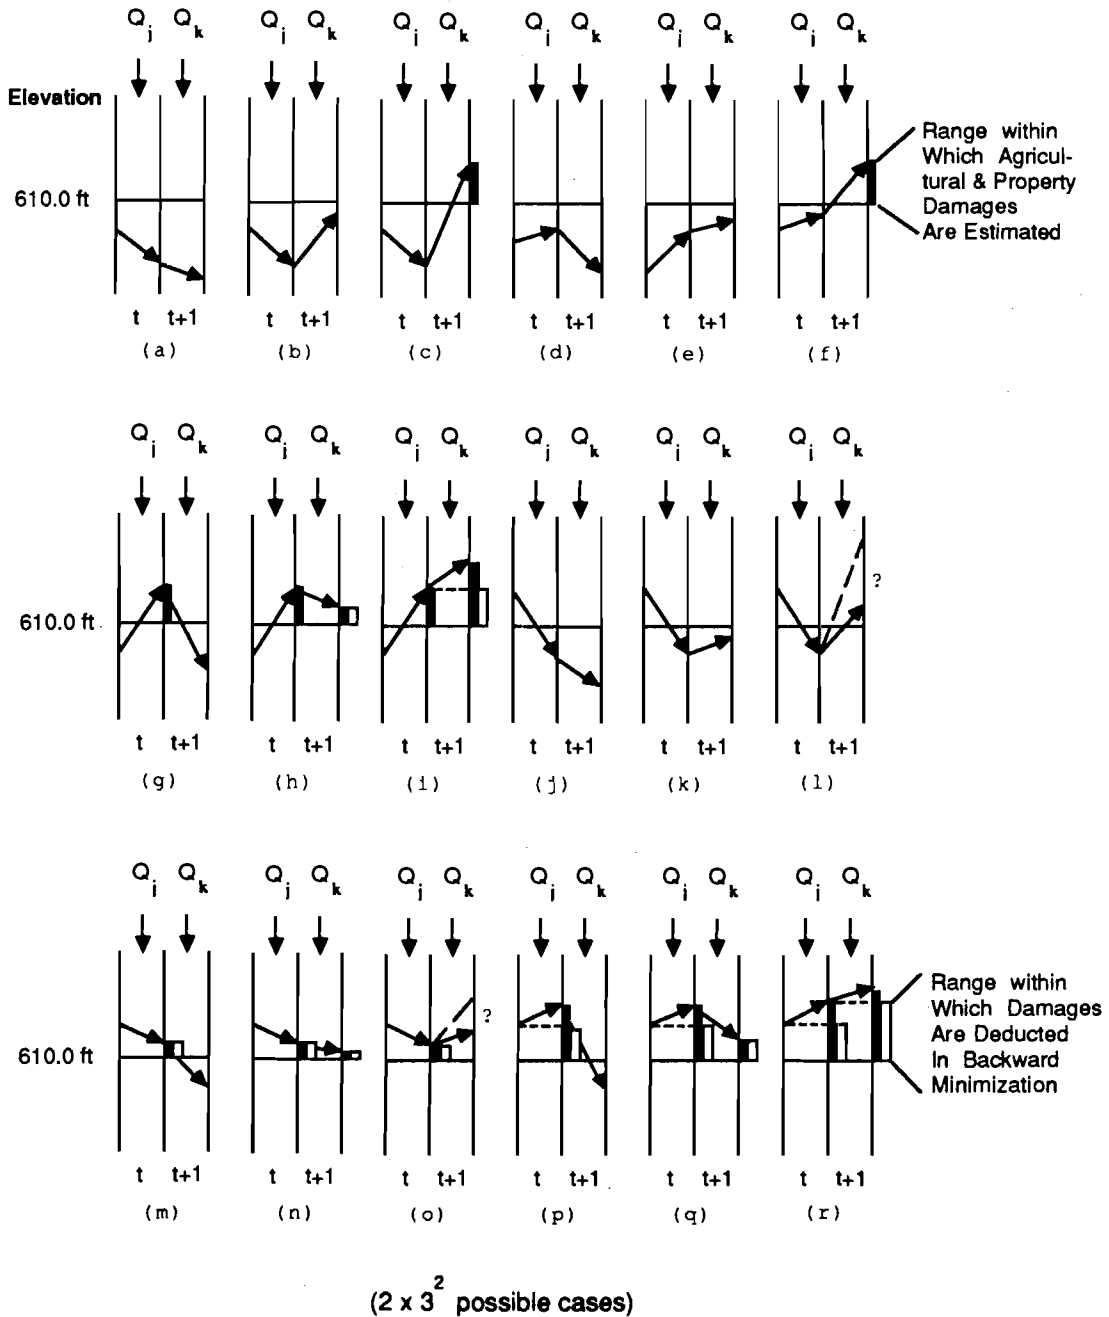 Q_j Q_k Q_j Q_k Q_j Q_k Q_j Q_k Q_j Q_k Q_j Q_k
Elevation
610.0 ft
Range within
Which Agricul-
tural & Property
Damages
Are Estimated
t t+1 t t+1 t t+1 t t+1 t t+1 t t+1
(a) (b) (c) (d) (e) (f)
Q_j Q_k Q_j Q_k Q_j Q_k Q_j Q_k Q_j Q_k Q_j Q_k
?
610.0 ft
t t+1 t t+1 t t+1 t t+1 t t+1 t t+1
(g) (h) (i) (j) (k) (l)
Q_j Q_k Q_j Q_k Q_j Q_k Q_j Q_k Q_j Q_k Q_j Q_k
?
610.0 ft
Range within
Which Damages
Are Deducted
In Backward
Minimization
t t+1 t t+1 t t+1 t t+1 t t+1 t t+1
(m) (n) (o) (p) (q) (r)
(2 x 3^2 possible cases)